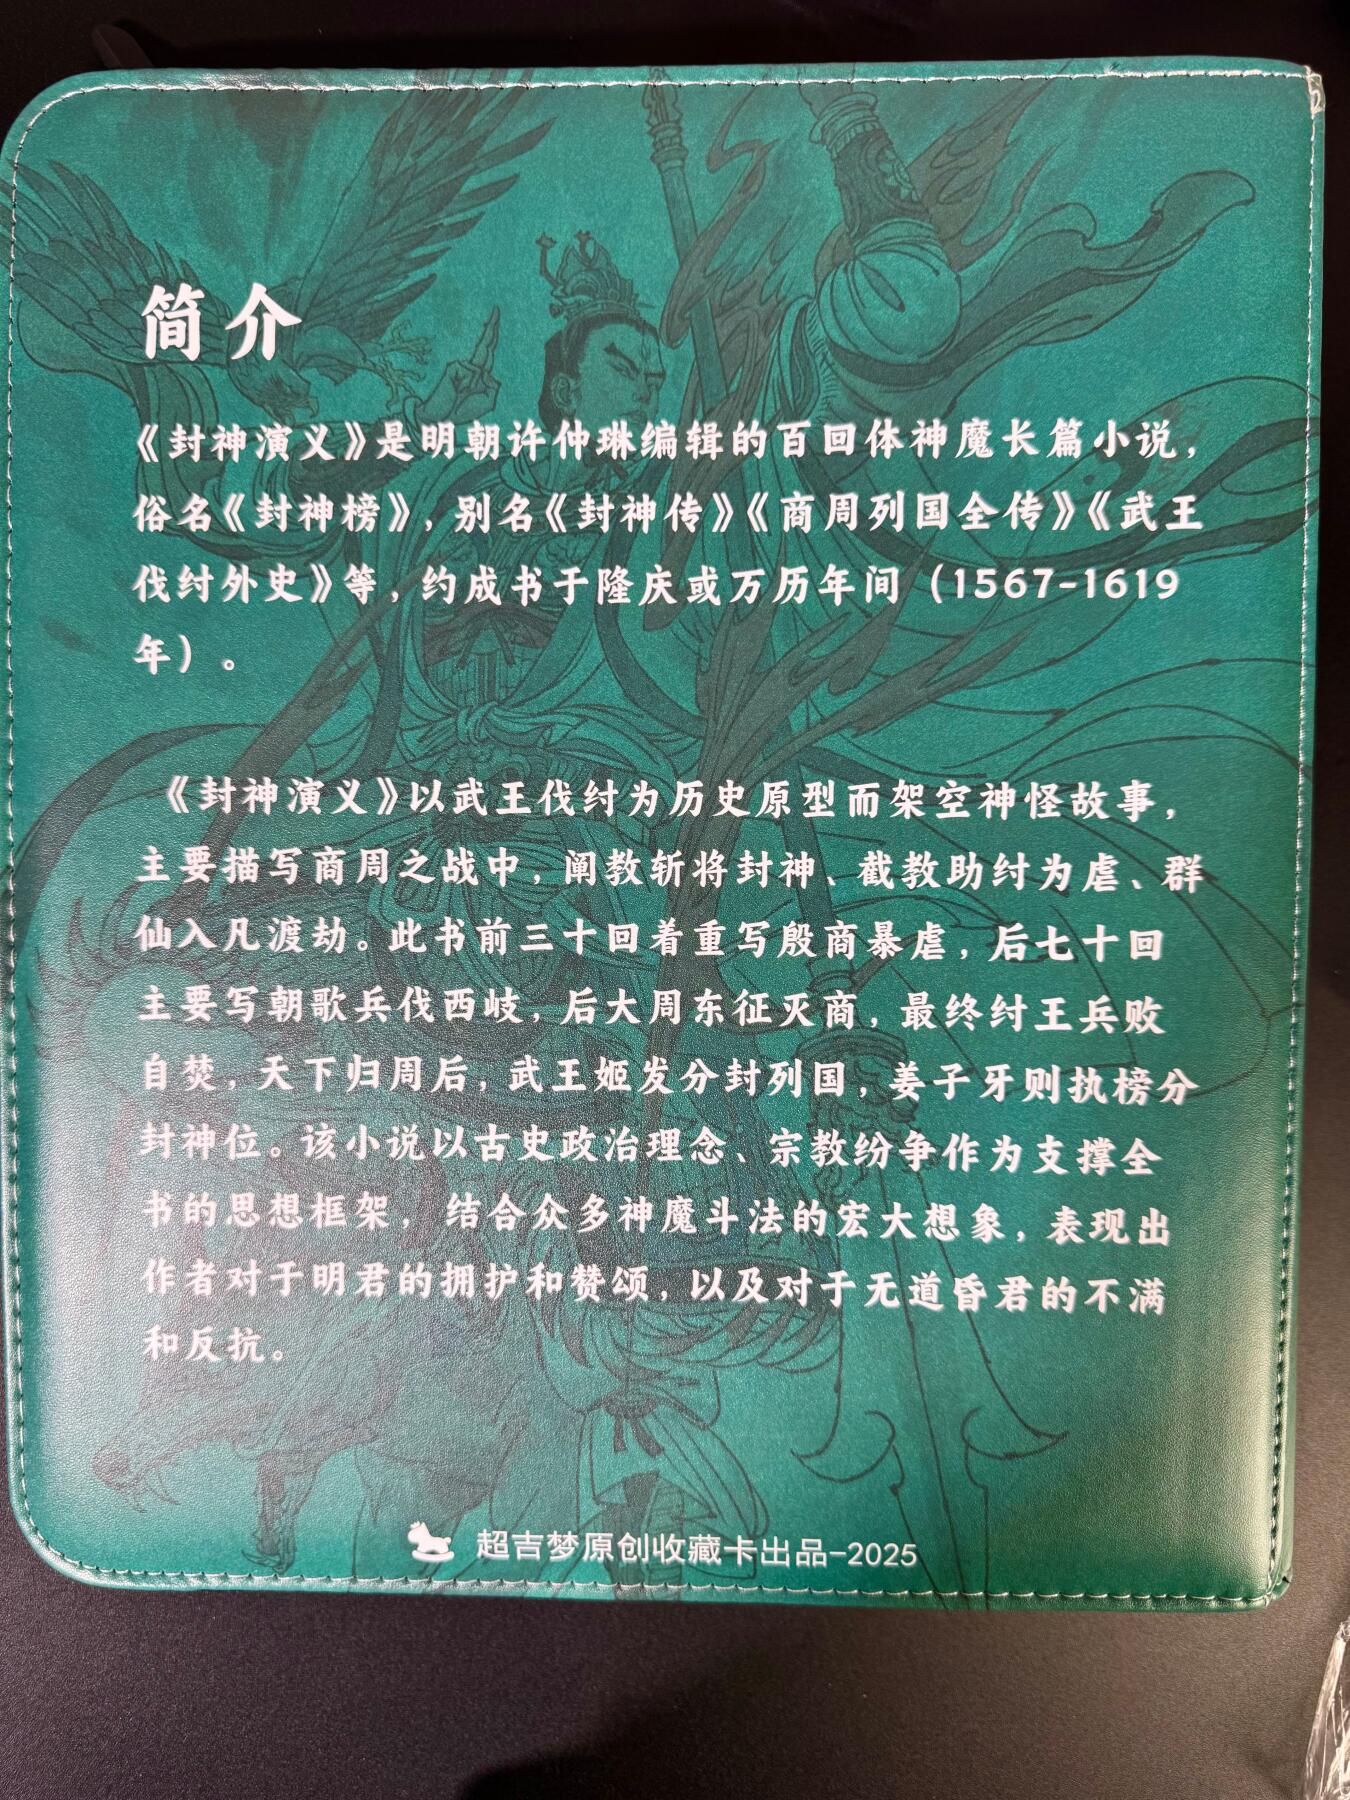 简介
《封神演义》是明朝许仲琳编辑的百回体神魔长篇小说，
俗名《封神榜》，别名《封神传》《商周列国全传》《武王
伐纣外史》等，约成书于隆庆或万历年间（1567-1619
年）。
《封神演义》以武王伐纣为历史原型而架空神怪故事，
主要描写商周之战中，阐教斩将封神、截教助纣为虐、群
仙入凡渡劫。此书前三十回着重写殷商暴虐，后七十回
主要写朝歌兵伐西岐，后大周东征灭商，最终纣王兵败
自焚，天下归周后，武王姬发分封列国，姜子牙则执榜分
封神位。该小说以古史政治理念、宗教纷争作为支撑全
书的思想框架，结合众多神魔斗法的宏大想象，表现出
作者对于明君的拥护和赞颂，以及对于无道昏君的不满
和反抗。
超吉梦原创收藏卡出品-2025